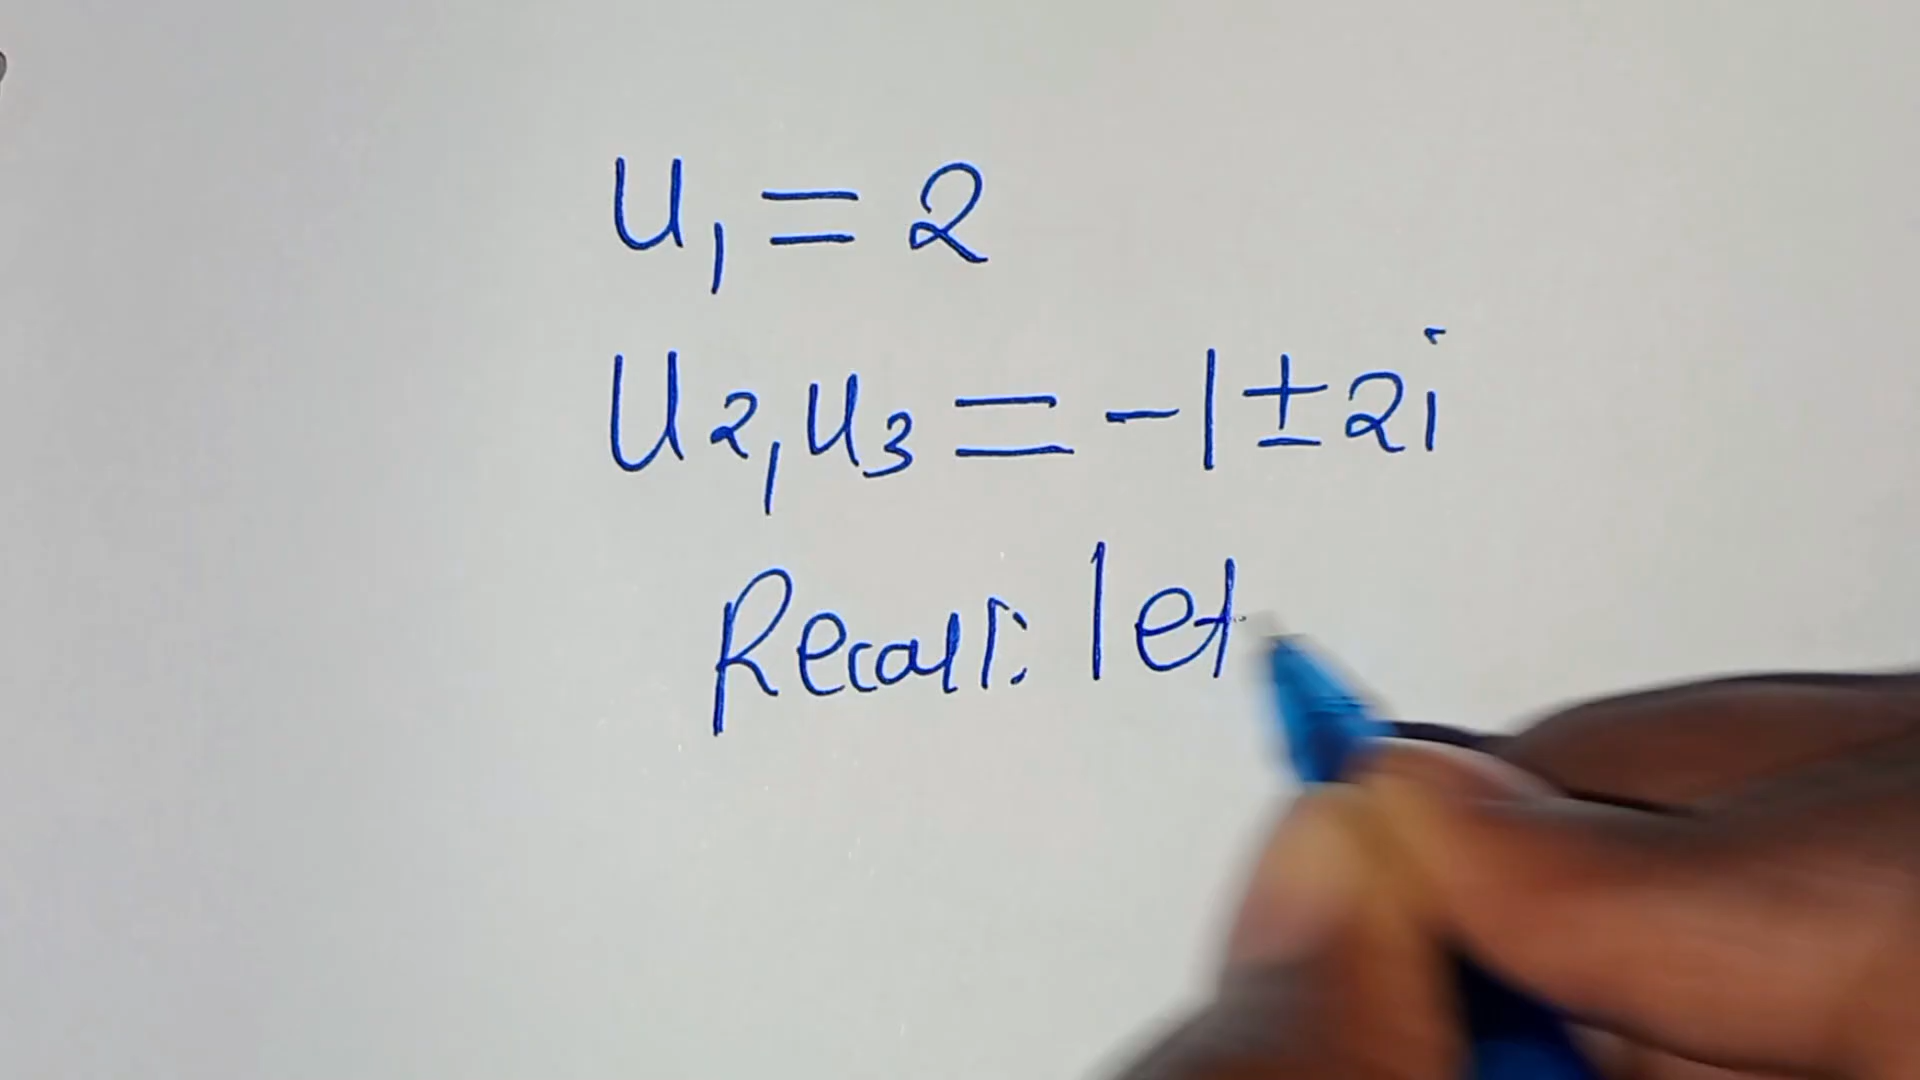 u₁ = 2
u₂,u₃ = -1 ± 2i
Recall: let